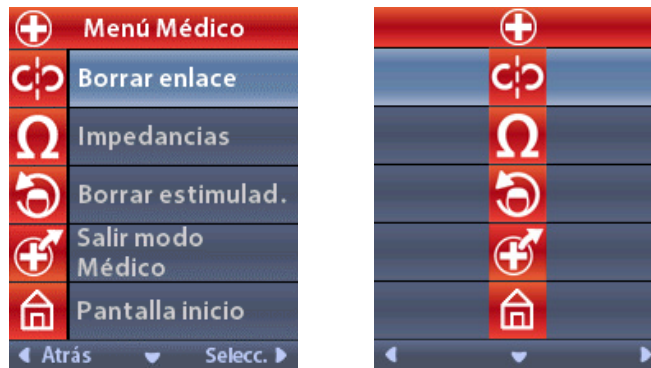 Menú Médico
Borrar enlace
Impedancias
Borrar estimulad.
Salir modo
Médico
Pantalla inicio
Atrás
Selecc.